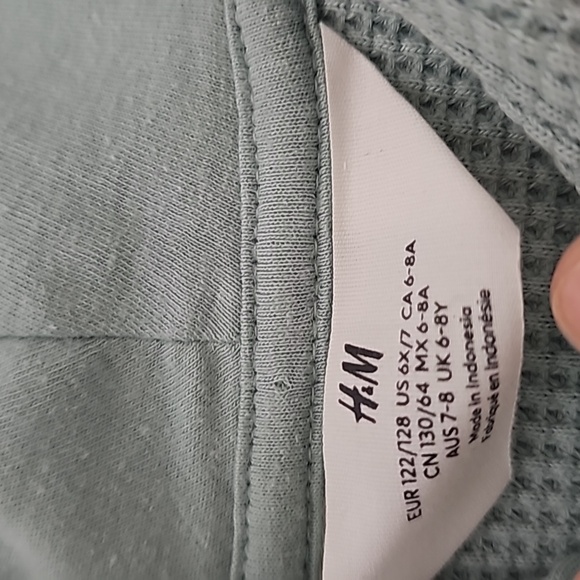 H&M
EUR 122/128 US 6X/7 CA 6-8A
CN 130/64 MX 6-8A
AUS 7-8 UK 6-8Y
Made in Indonesia
Fabriqué en Indonésie